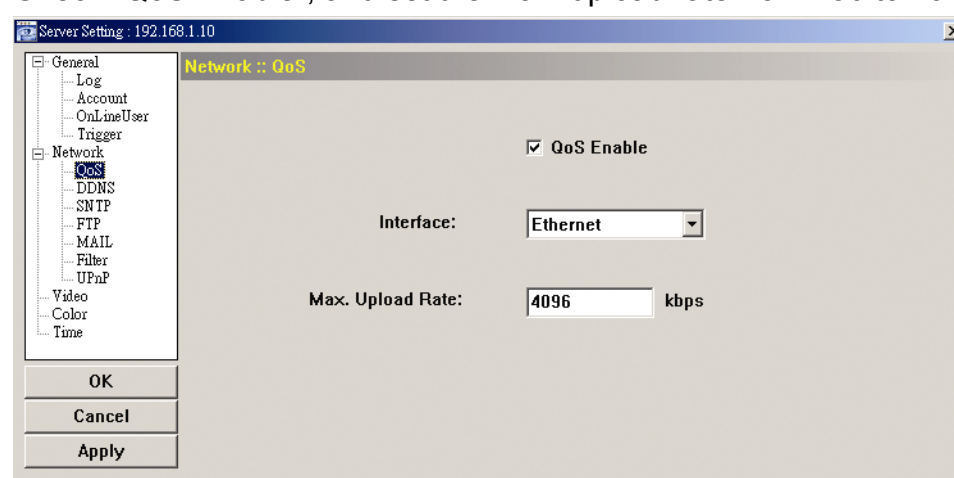 Server Setting : 192.168.1.10
General
Log
Account
OnLineUser
Trigger
Network
QoS
DDNS
SNTP
FTP
MAIL
Filter
UPnP
Video
Color
Time
OK
Cancel
Apply
Network :: QoS
QoS Enable
Interface: Ethernet
Max. Upload Rate: 4096 kbps